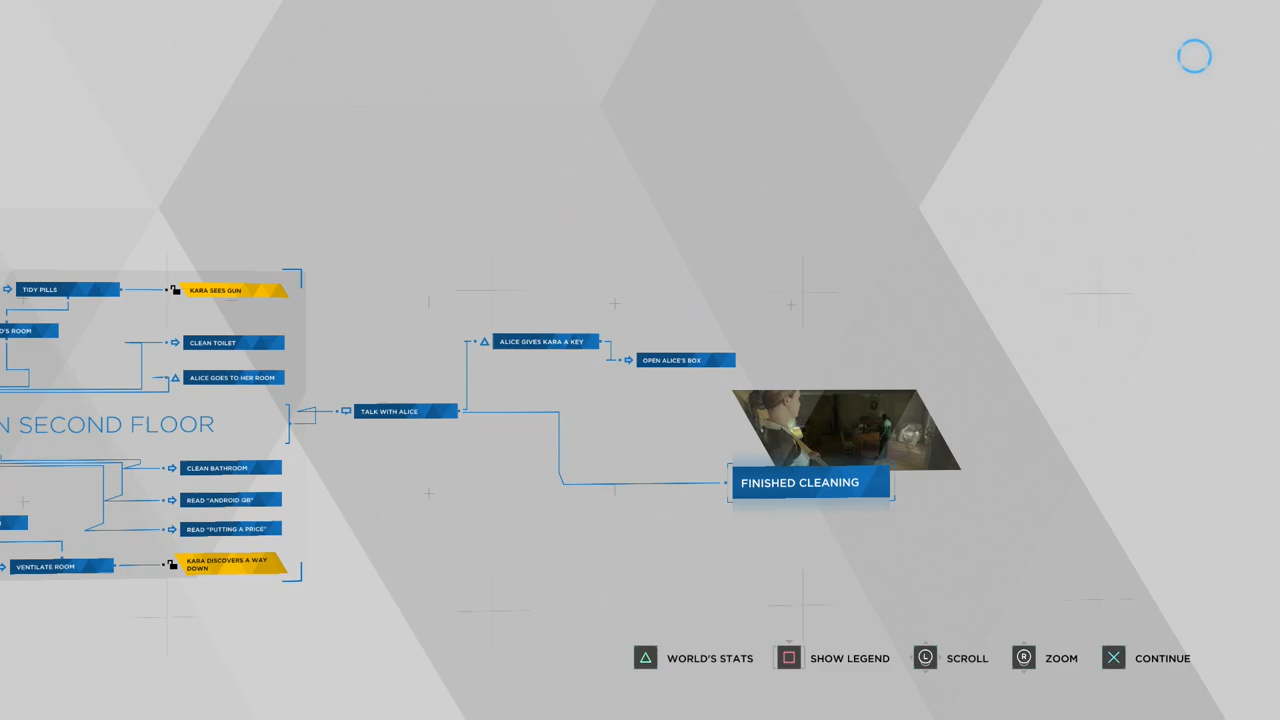 TIDY PILLS
KARA SEES GUN
D'S ROOM
CLEAN TOILET
ALICE GIVES KARA A KEY
OPEN ALICE'S BOX
ALICE GOES TO HER ROOM
TALK WITH ALICE
N SECOND FLOOR
CLEAN BATHROOM
FINISHED CLEANING
READ "ANDROID QB"
READ "PUTTING A PRICE"
VENTILATE ROOM
KARA DISCOVERS A WAY
DOWN
WORLD'S STATS
SHOW LEGEND
L
SCROLL
R
ZOOM
CONTINUE